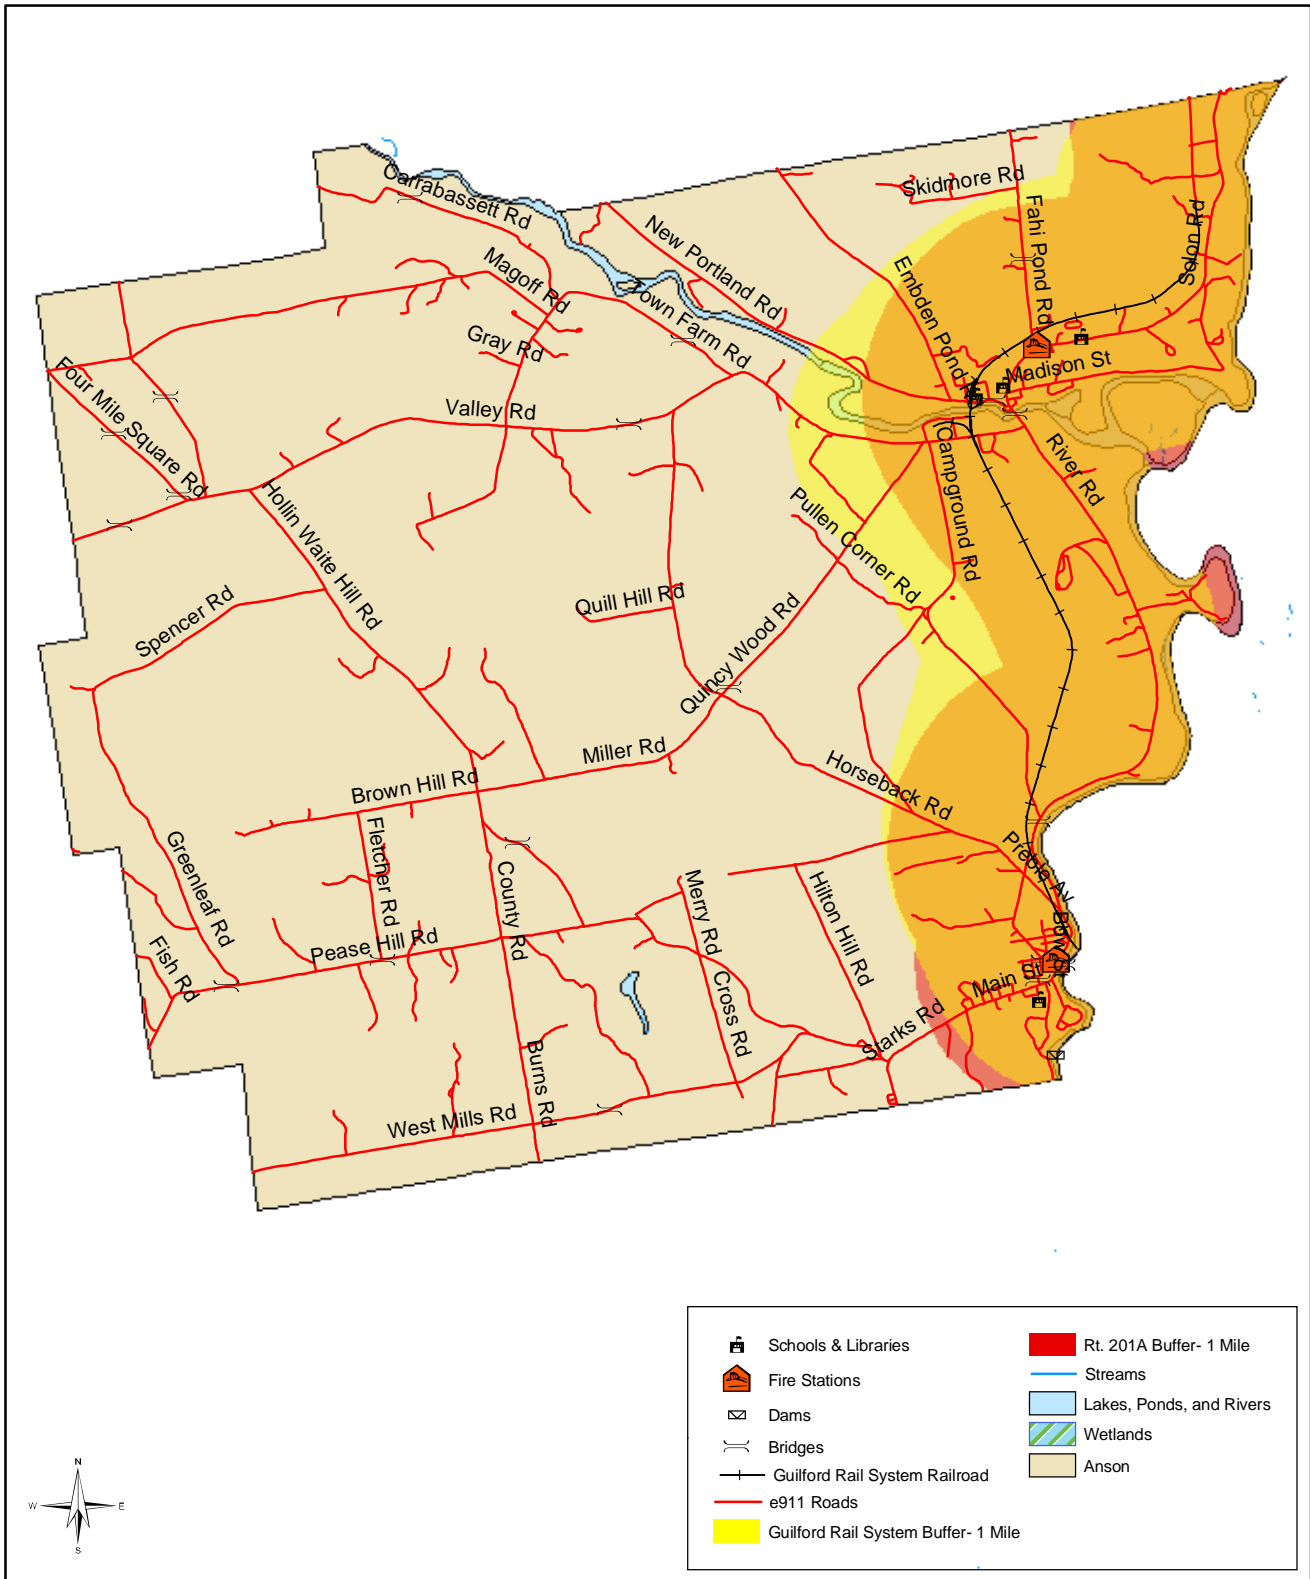 Carrabassett Rd
Skidmore Rd
Fahi Pond Rd
Solon Rd
New Portland Rd
Magoff Rd
Embden Pond R
Town Farm Rd
Gray Rd
Madison St
Four Mile Square Rd
Valley Rd
Campground Rd
River Rd
Hollin Waite Hill Rd
Pullen Corner Rd
Quill Hill Rd
Spencer Rd
Quincy Wood Rd
Miller Rd
Horseback Rd
Brown Hill Rd
Greenleaf Rd
Fletcher Rd
County Rd
Merry Rd
Hilton Hill Rd
Preble Av
Bow St
Pease Hill Rd
Fish Rd
Main St
Cross Rd
Starks Rd
Burns Rd
West Mills Rd
Schools & Libraries
Fire Stations
Dams
Bridges
Guilford Rail System Railroad
e911 Roads
Guilford Rail System Buffer- 1 Mile
Rt. 201A Buffer- 1 Mile
Streams
Lakes, Ponds, and Rivers
Wetlands
Anson
N
W
E
S